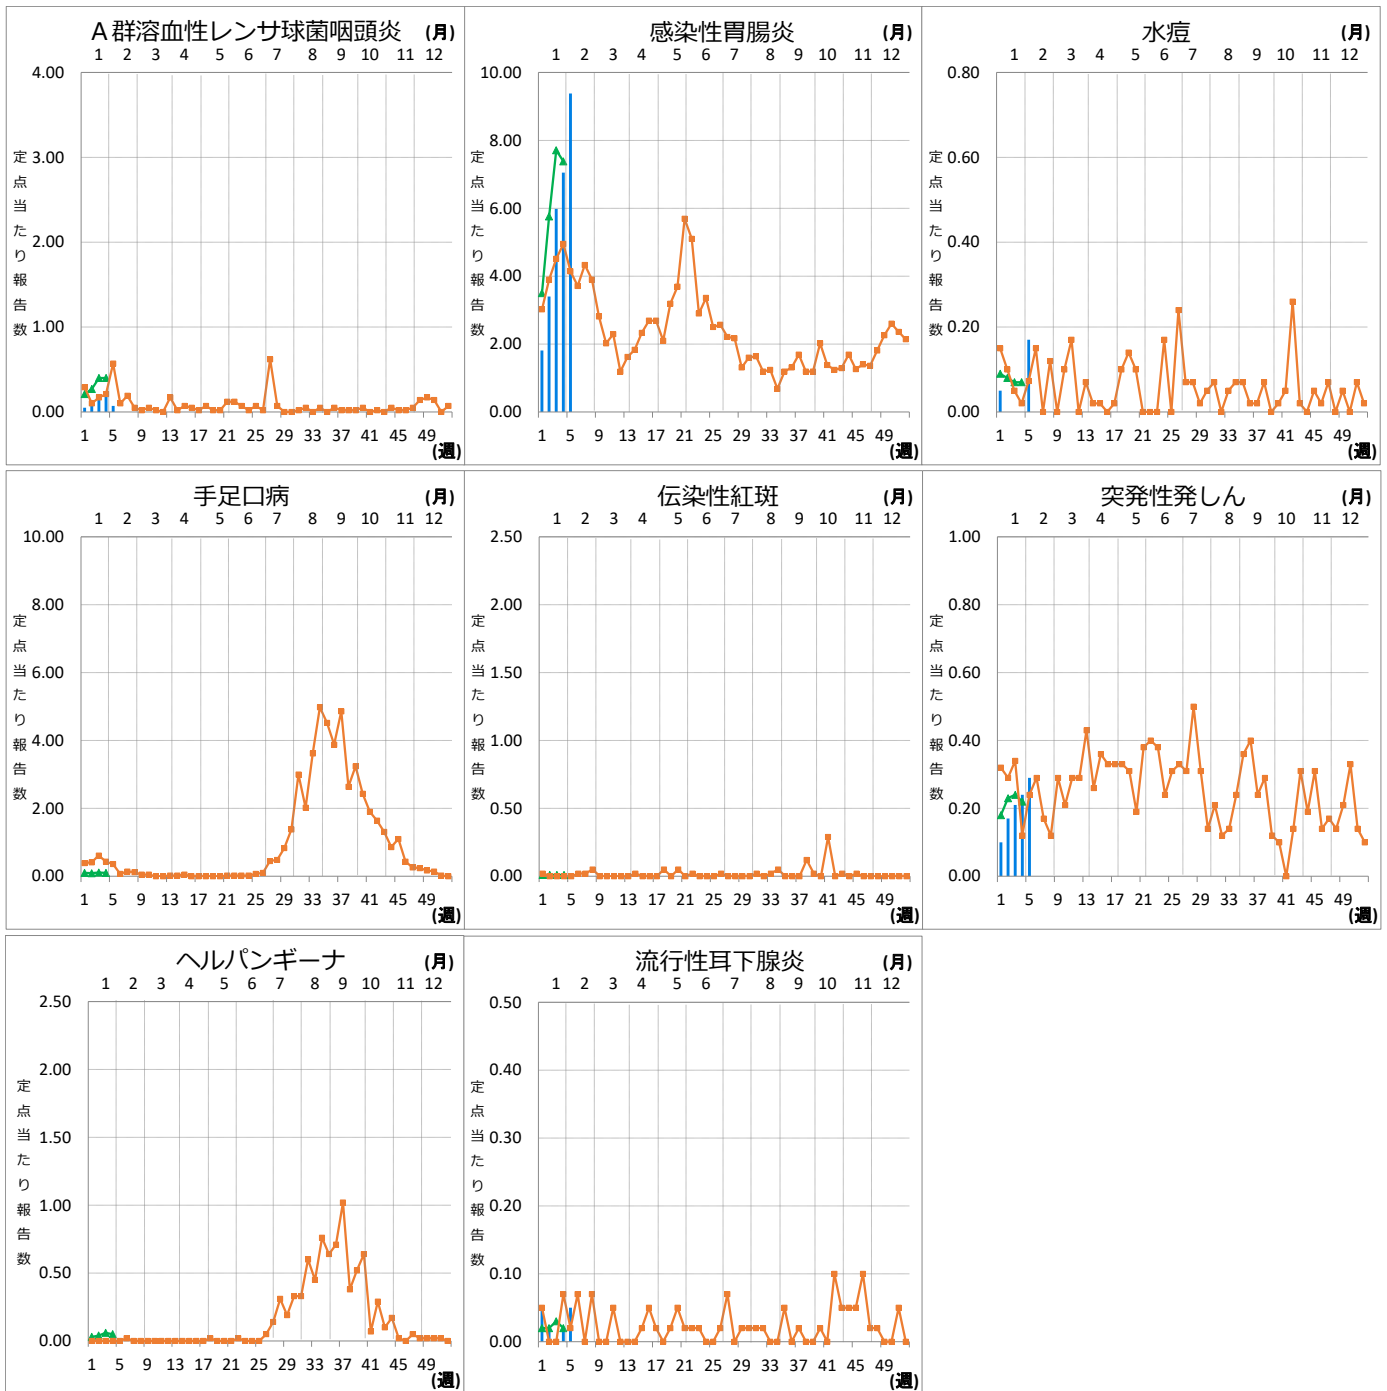 A群溶血性レンサ球菌咽頭炎 (月)
1 2 3 4 5 6 7 8 9 10 11 12
4.00
3.00
2.00
1.00
0.00
定点当たり報告数
1 5 9 13 17 21 25 29 33 37 41 45 49
(週)
感染性胃腸炎 (月)
1 2 3 4 5 6 7 8 9 10 11 12
10.00
8.00
6.00
4.00
2.00
0.00
定点当たり報告数
1 5 9 13 17 21 25 29 33 37 41 45 49
(週)
水痘 (月)
1 2 3 4 5 6 7 8 9 10 11 12
0.80
0.60
0.40
0.20
0.00
定点当たり報告数
1 5 9 13 17 21 25 29 33 37 41 45 49
(週)
手足口病 (月)
1 2 3 4 5 6 7 8 9 10 11 12
10.00
8.00
6.00
4.00
2.00
0.00
定点当たり報告数
1 5 9 13 17 21 25 29 33 37 41 45 49
(週)
伝染性紅斑 (月)
1 2 3 4 5 6 7 8 9 10 11 12
2.50
2.00
1.50
1.00
0.50
0.00
定点当たり報告数
1 5 9 13 17 21 25 29 33 37 41 45 49
(週)
突発性発しん (月)
1 2 3 4 5 6 7 8 9 10 11 12
1.00
0.80
0.60
0.40
0.20
0.00
定点当たり報告数
1 5 9 13 17 21 25 29 33 37 41 45 49
(週)
ヘルパンギーナ (月)
1 2 3 4 5 6 7 8 9 10 11 12
2.50
2.00
1.50
1.00
0.50
0.00
定点当たり報告数
1 5 9 13 17 21 25 29 33 37 41 45 49
(週)
流行性耳下腺炎 (月)
1 2 3 4 5 6 7 8 9 10 11 12
0.50
0.40
0.30
0.20
0.10
0.00
定点当たり報告数
1 5 9 13 17 21 25 29 33 37 41 45 49
(週)